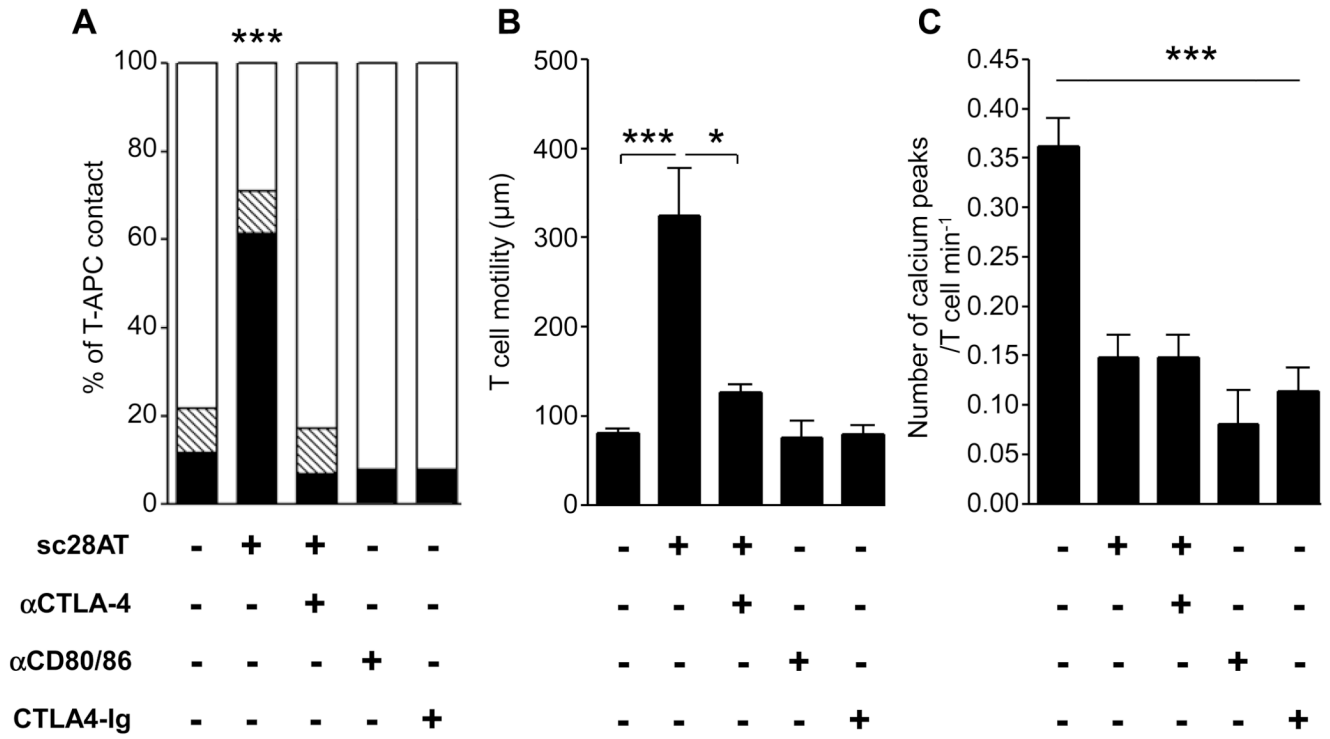 A
B
C
***
100
80
60
40
20
0
% of T-APC contact
500
400
300
200
100
0
T cell motility (µm)
***
*
0.45
0.40
0.35
0.30
0.25
0.20
0.15
0.10
0.05
0.00
Number of calcium peaks
/T cell min-1
***
sc28AT - + + - - - + + - - - + + - -
αCTLA-4 - - + - - - - + - - - - + - -
αCD80/86 - - - + - - - - + - - - - + -
CTLA4-Ig - - - - + - - - - + - - - - +